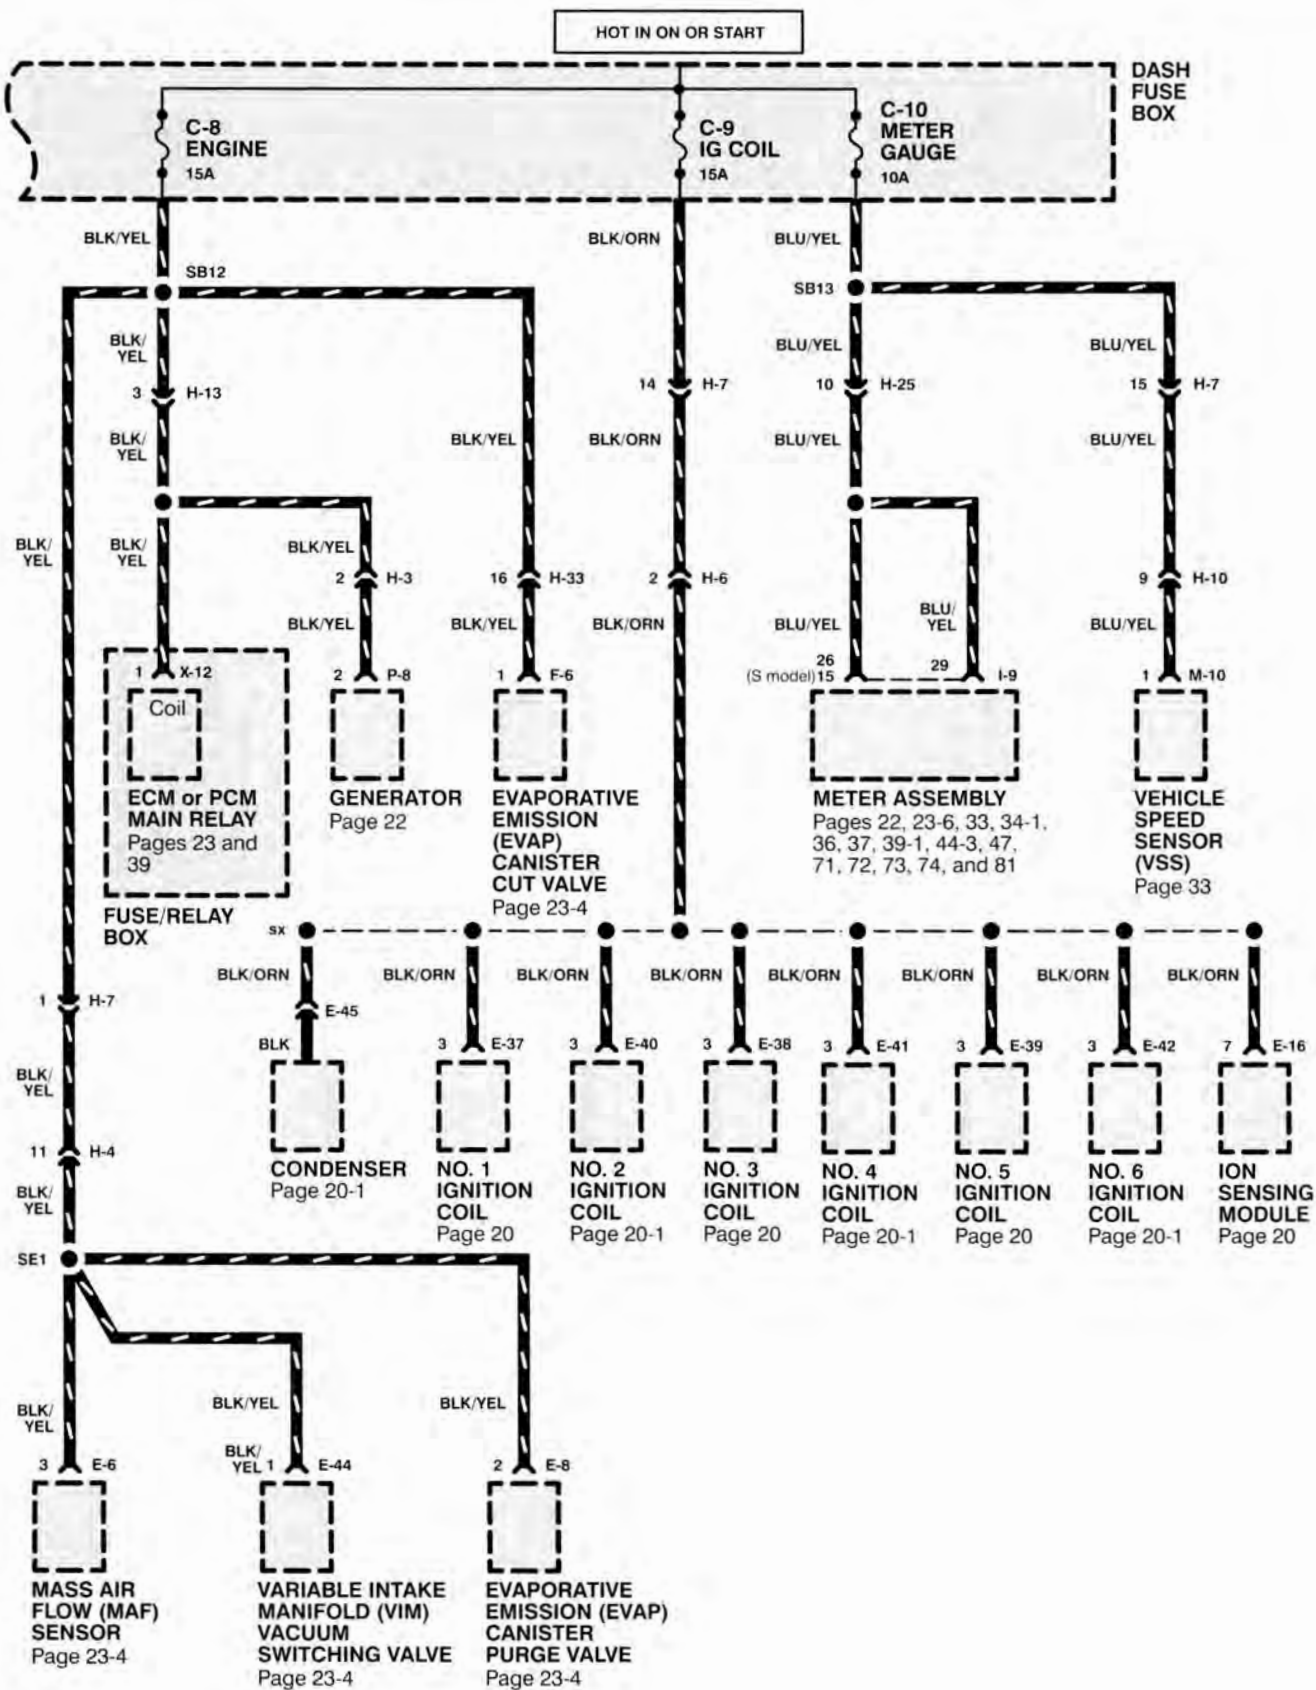 HOT IN ON OR START
DASH
FUSE
BOX
C-8
ENGINE
15A
C-9
IG COIL
15A
C-10
METER
GAUGE
10A
BLK/YEL
BLK/ORN
BLU/YEL
SB12
SB13
BLK/
YEL
BLU/YEL
BLU/YEL
3 H-13
14 H-7
10 H-25
15 H-7
BLK/
YEL
BLK/YEL
BLK/ORN
BLU/YEL
BLU/YEL
BLK/
YEL
BLK/
YEL
BLK/YEL
2 H-3
16 H-33
2 H-6
9 H-10
BLK/YEL
BLK/YEL
BLK/ORN
BLU/YEL
BLU/
YEL
BLU/YEL
1 X-12
2 P-8
1 F-6
26
(S model) 15
29
I-9
1 M-10
Coil
ECM or PCM
MAIN RELAY
Pages 23 and
39
FUSE/RELAY
BOX
GENERATOR
Page 22
EVAPORATIVE
EMISSION
(EVAP)
CANISTER
CUT VALVE
Page 23-4
METER ASSEMBLY
Pages 22, 23-6, 33, 34-1,
36, 37, 39-1, 44-3, 47,
71, 72, 73, 74, and 81
VEHICLE
SPEED
SENSOR
(VSS)
Page 33
SX
BLK/ORN
BLK/ORN
BLK/ORN
BLK/ORN
BLK/ORN
BLK/ORN
BLK/ORN
BLK/ORN
1 H-7
E-45
BLK
3 E-37
3 E-40
3 E-38
3 E-41
3 E-39
3 E-42
7 E-16
BLK/
YEL
11 H-4
BLK/
YEL
CONDENSER
Page 20-1
NO. 1
IGNITION
COIL
Page 20
NO. 2
IGNITION
COIL
Page 20-1
NO. 3
IGNITION
COIL
Page 20
NO. 4
IGNITION
COIL
Page 20-1
NO. 5
IGNITION
COIL
Page 20
NO. 6
IGNITION
COIL
Page 20-1
ION
SENSING
MODULE
Page 20
SE1
BLK/
YEL
BLK/YEL
BLK/YEL
3 E-6
BLK/
YEL 1 E-44
2 E-8
MASS AIR
FLOW (MAF)
SENSOR
Page 23-4
VARIABLE INTAKE
MANIFOLD (VIM)
VACUUM
SWITCHING VALVE
Page 23-4
EVAPORATIVE
EMISSION (EVAP)
CANISTER
PURGE VALVE
Page 23-4